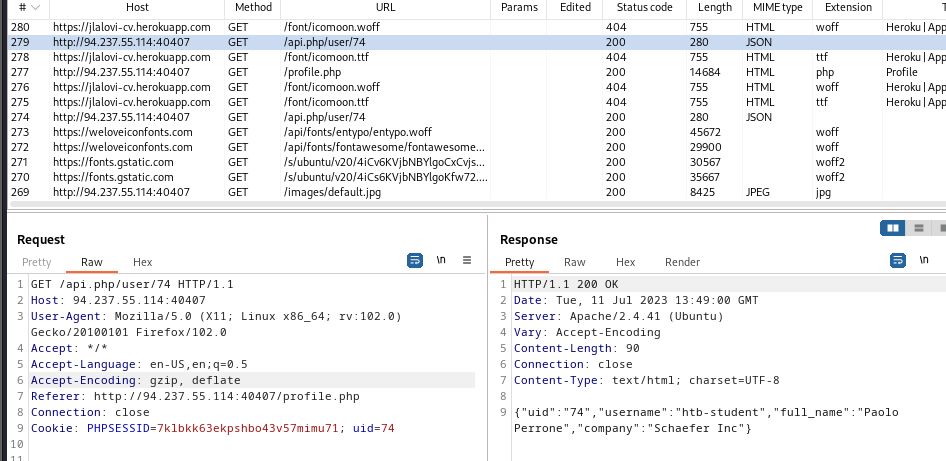 # Host Method URL Params Edited Status code Length MIME type Extension T
280 https://jlalovi-cv.herokuapp.com GET /font/icomoon.woff 404 755 HTML woff Heroku | App
279 http://94.237.55.114:40407 GET /api.php/user/74 200 280 JSON
278 https://jlalovi-cv.herokuapp.com GET /font/icomoon.ttf 404 755 HTML ttf Heroku | App
277 http://94.237.55.114:40407 GET /profile.php 200 14684 HTML php Profile
276 https://jlalovi-cv.herokuapp.com GET /font/icomoon.woff 404 755 HTML woff Heroku | App
275 https://jlalovi-cv.herokuapp.com GET /font/icomoon.ttf 404 755 HTML ttf Heroku | App
274 http://94.237.55.114:40407 GET /api.php/user/74 200 280 JSON
273 https://weloveiconfonts.com GET /api/fonts/entypo/entypo.woff 200 45672 woff
272 https://weloveiconfonts.com GET /api/fonts/fontawesome/fontawesome... 200 29900 woff
271 https://fonts.gstatic.com GET /s/ubuntu/v20/4iCv6KVjbNBYlgoCxCvjs... 200 30567 woff2
270 https://fonts.gstatic.com GET /s/ubuntu/v20/4iCs6KVjbNBYlgoKfw72.... 200 35667 woff2
269 http://94.237.55.114:40407 GET /images/default.jpg 200 8425 JPEG jpg
Request
Pretty Raw Hex \n
1 GET /api.php/user/74 HTTP/1.1
2 Host: 94.237.55.114:40407
3 User-Agent: Mozilla/5.0 (X11; Linux x86_64; rv:102.0)
Gecko/20100101 Firefox/102.0
4 Accept: */*
5 Accept-Language: en-US,en;q=0.5
6 Accept-Encoding: gzip, deflate
7 Referer: http://94.237.55.114:40407/profile.php
8 Connection: close
9 Cookie: PHPSESSID=7k1bkk63ekpshbo43v57mimu71; uid=74
10
11
Response
Pretty Raw Hex Render \n
1 HTTP/1.1 200 OK
2 Date: Tue, 11 Jul 2023 13:49:00 GMT
3 Server: Apache/2.4.41 (Ubuntu)
4 Vary: Accept-Encoding
5 Content-Length: 90
6 Connection: close
7 Content-Type: text/html; charset=UTF-8
8
9 {"uid":"74","username":"htb-student","full_name":"Paolo
Perrone","company":"Schaefer Inc"}